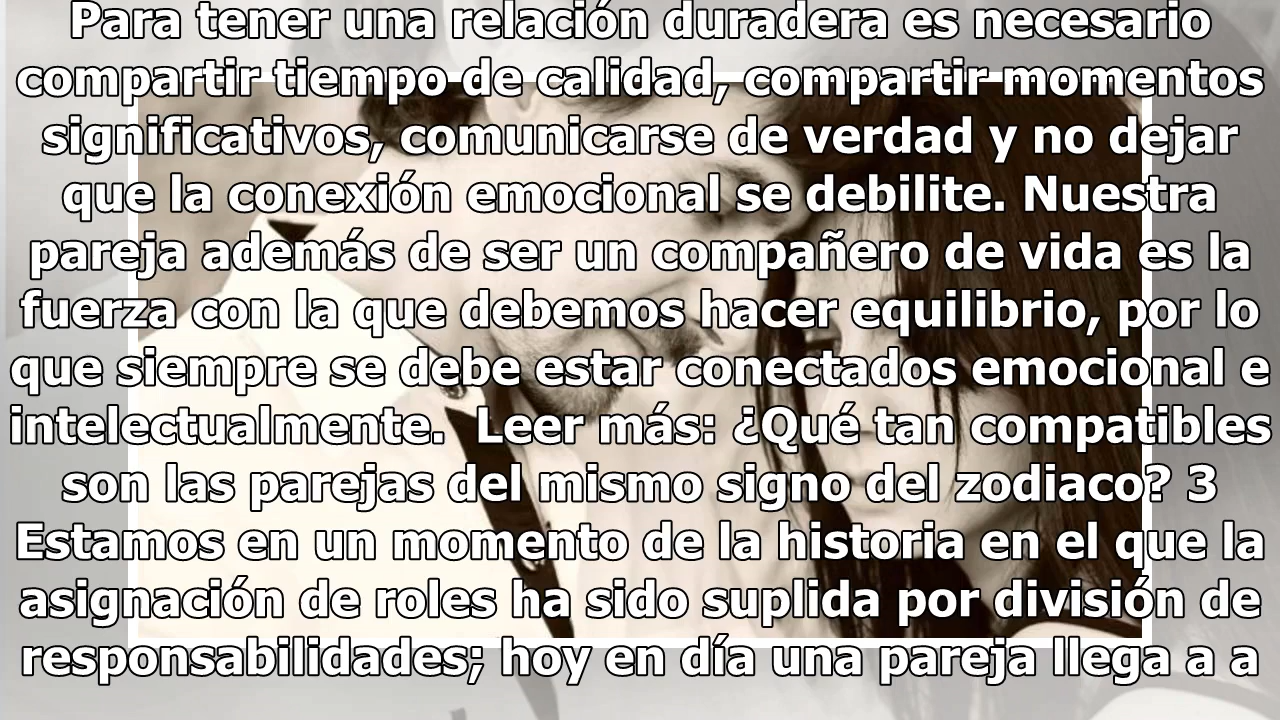 Para tener una relación duradera es necesario
compartir tiempo de calidad, compartir momentos
significativos, comunicarse de verdad y no dejar
que la conexión emocional se debilite. Nuestra
pareja además de ser un compañero de vida es la
fuerza con la que debemos hacer equilibrio, por lo
que siempre se debe estar conectados emocional e
intelectualmente.  Leer más: ¿Qué tan compatibles
son las parejas del mismo signo del zodiaco? 3
Estamos en un momento de la historia en el que la
asignación de roles ha sido suplida por división de
responsabilidades; hoy en día una pareja llega a a